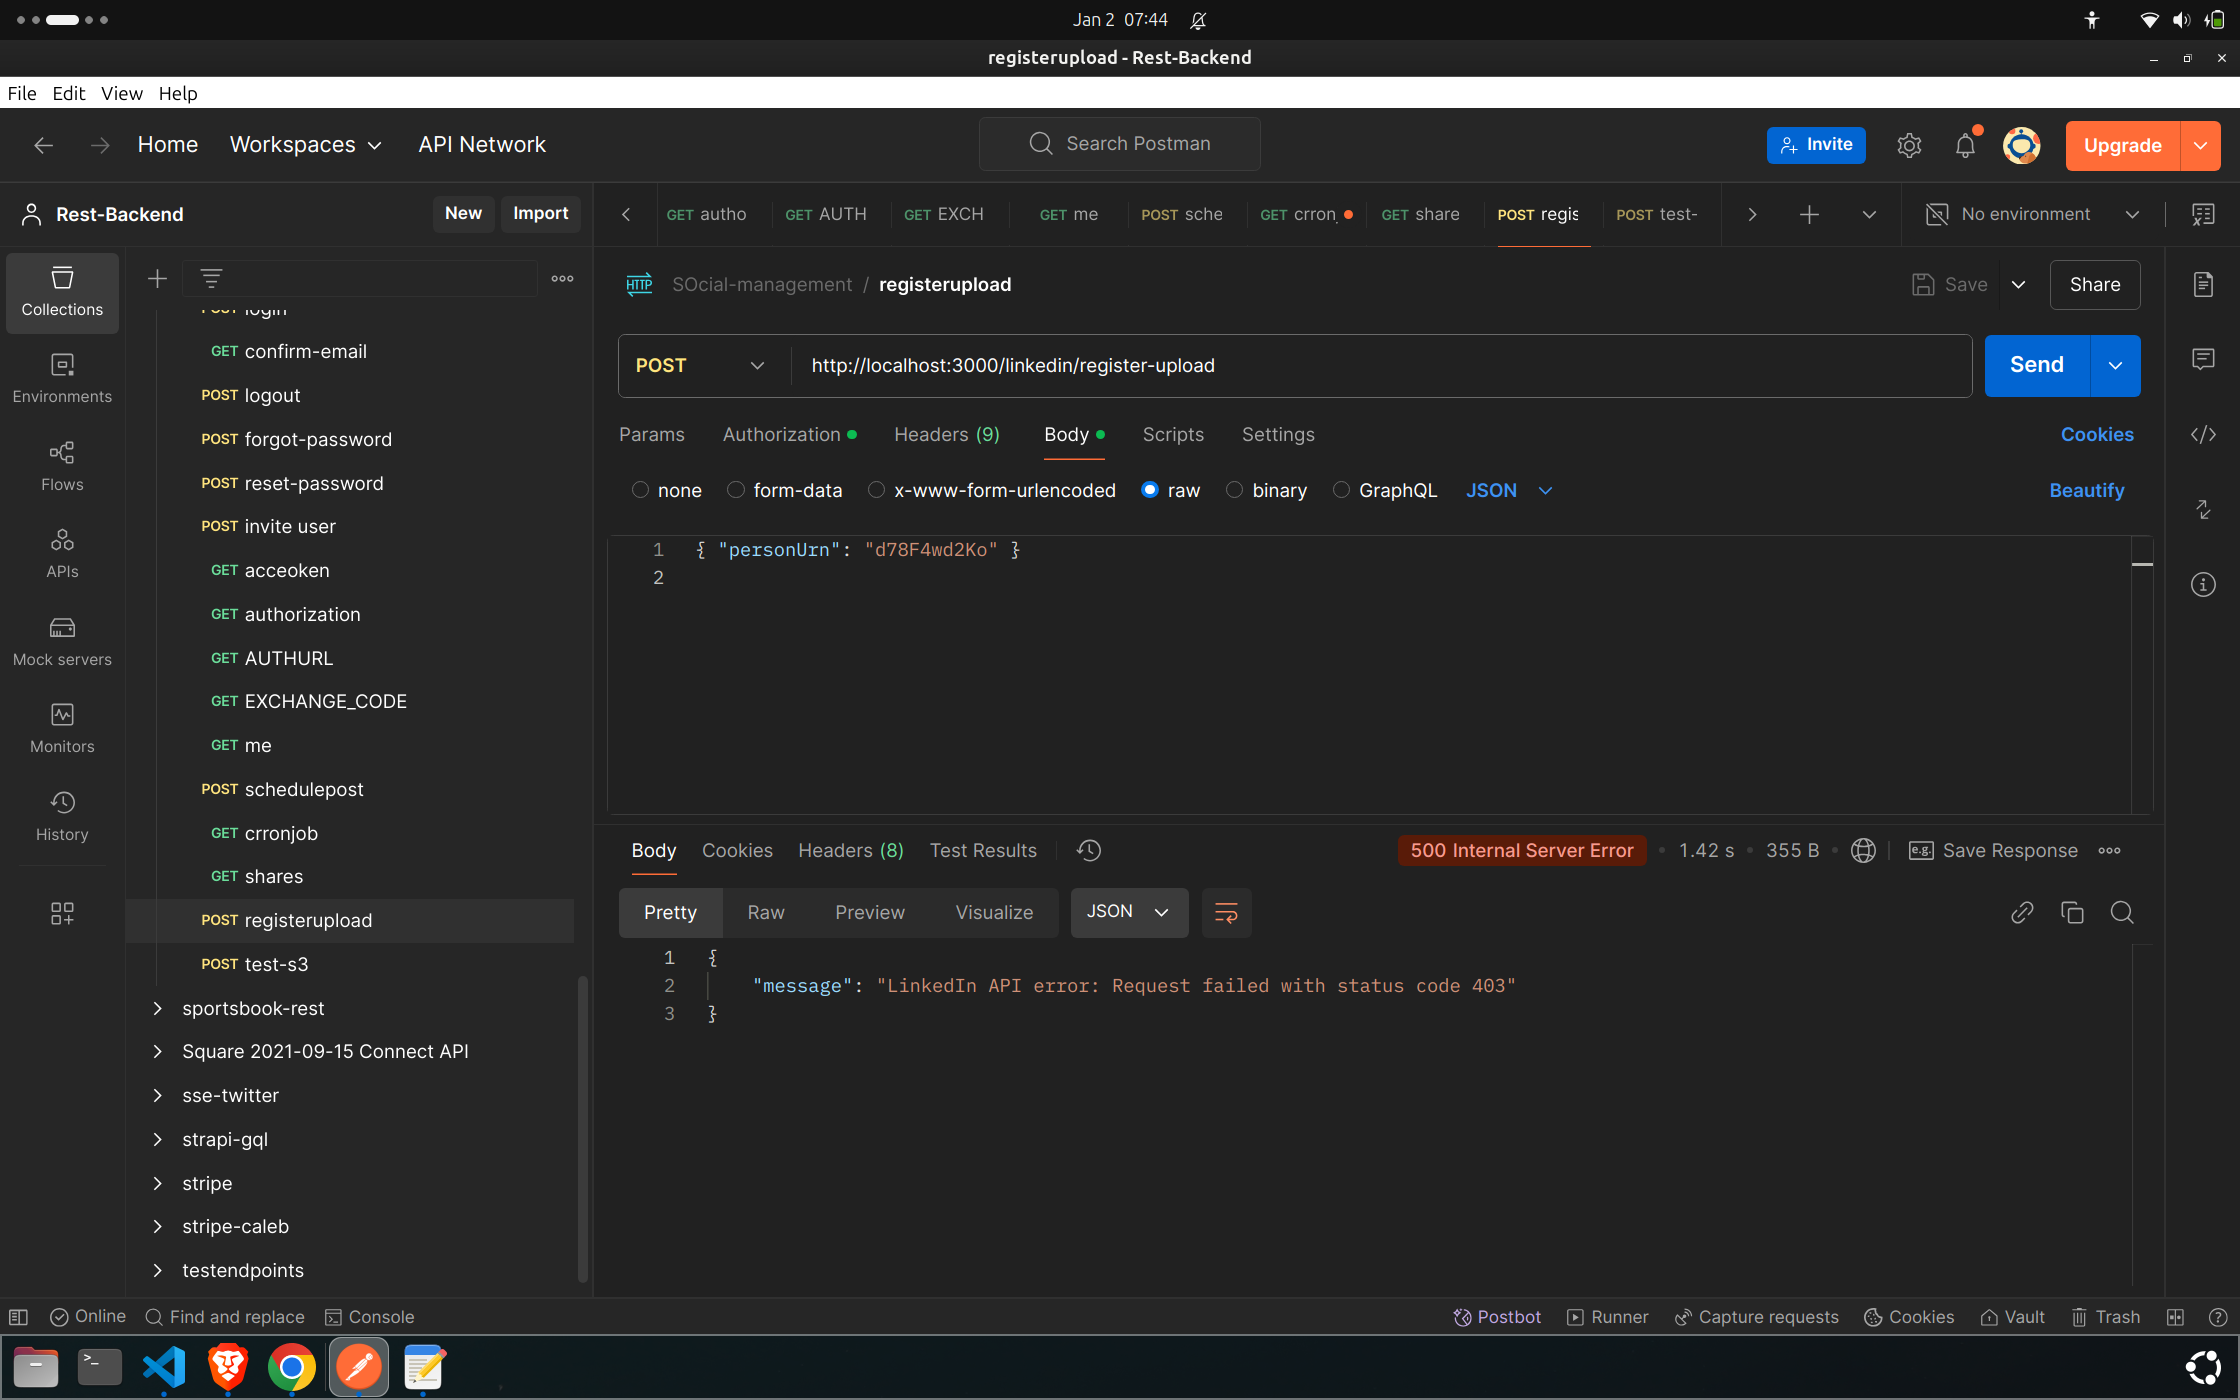 Jan 2 07:44
registerupload - Rest-Backend
File Edit View Help
Home Workspaces API Network
Search Postman
Invite
Upgrade
Rest-Backend
New Import
GET autho
GET AUTH
GET EXCH
GET me
POST sche
GET crron
GET share
POST regis
POST test-
No environment
Collections
Environments
Flows
APIs
Mock servers
Monitors
History
POST login
GET confirm-email
POST logout
POST forgot-password
POST reset-password
POST invite user
GET acceoken
GET authorization
GET AUTHURL
GET EXCHANGE_CODE
GET me
POST schedulepost
GET crronjob
GET shares
POST registerupload
POST test-s3
sportsbook-rest
Square 2021-09-15 Connect API
sse-twitter
strapi-gql
stripe
stripe-caleb
testendpoints
HTTP SOcial-management / registerupload
Save Share
POST http://localhost:3000/linkedin/register-upload
Send
Params Authorization Headers (9) Body Scripts Settings
Cookies
none form-data x-www-form-urlencoded raw binary GraphQL JSON
Beautify
1 { "personUrn": "d78F4wd2Ko" }
2
Body Cookies Headers (8) Test Results
500 Internal Server Error • 1.42 s • 355 B • e.g. Save Response
Pretty Raw Preview Visualize JSON
1 {
2 "message": "LinkedIn API error: Request failed with status code 403"
3 }
Online Find and replace Console
Postbot Runner Capture requests Cookies Vault Trash